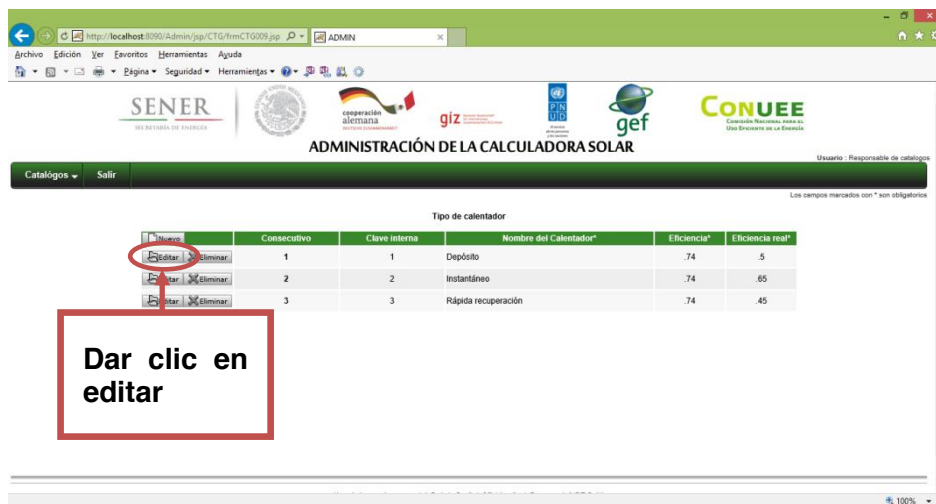 http://localhost:8090/Admin/jsp/CTG/frmCTG009.jsp
ADMIN
Archivo Edición Ver Favoritos Herramientas Ayuda
Página Seguridad Herramientas
SENER
SECRETARÍA DE ENERGÍA
cooperación
alemana
DEUTSCHE ZUSAMMENARBEIT
giz
P N
U D
gef
CONUEE
COMISIÓN NACIONAL PARA EL
USO EFICIENTE DE LA ENERGÍA
ADMINISTRACIÓN DE LA CALCULADORA SOLAR
Usuario : Responsable de catalogos
Catalógos Salir
Los campos marcados con * son obligatorios
Tipo de calentador
Nuevo Consecutivo Clave interna Nombre del Calentador* Eficiencia* Eficiencia real*
Editar Eliminar 1 1 Depósito .74 .5
Editar Eliminar 2 2 Instantáneo .74 .65
Editar Eliminar 3 3 Rápida recuperación .74 .45
Dar clic en
editar
100%